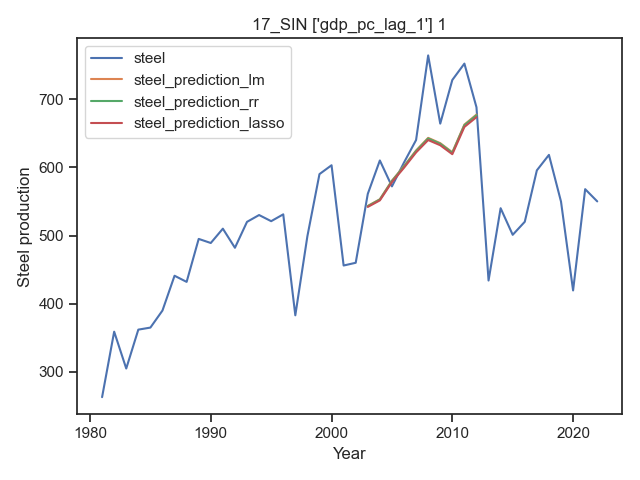 17_SIN ['gdp_pc_lag_1'] 1
steel
steel_prediction_lm
steel_prediction_rr
steel_prediction_lasso
Steel production
700
600
500
400
300
1980
1990
2000
2010
2020
Year